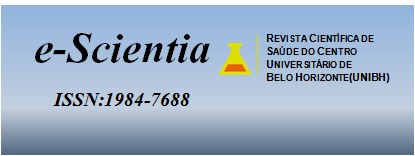 e-Scientia
REVISTA CIENTÍFICA DE
SAÚDE DO CENTRO
UNIVERSITÁRIO DE
BELO HORIZONTE(UNIBH)
ISSN:1984-7688